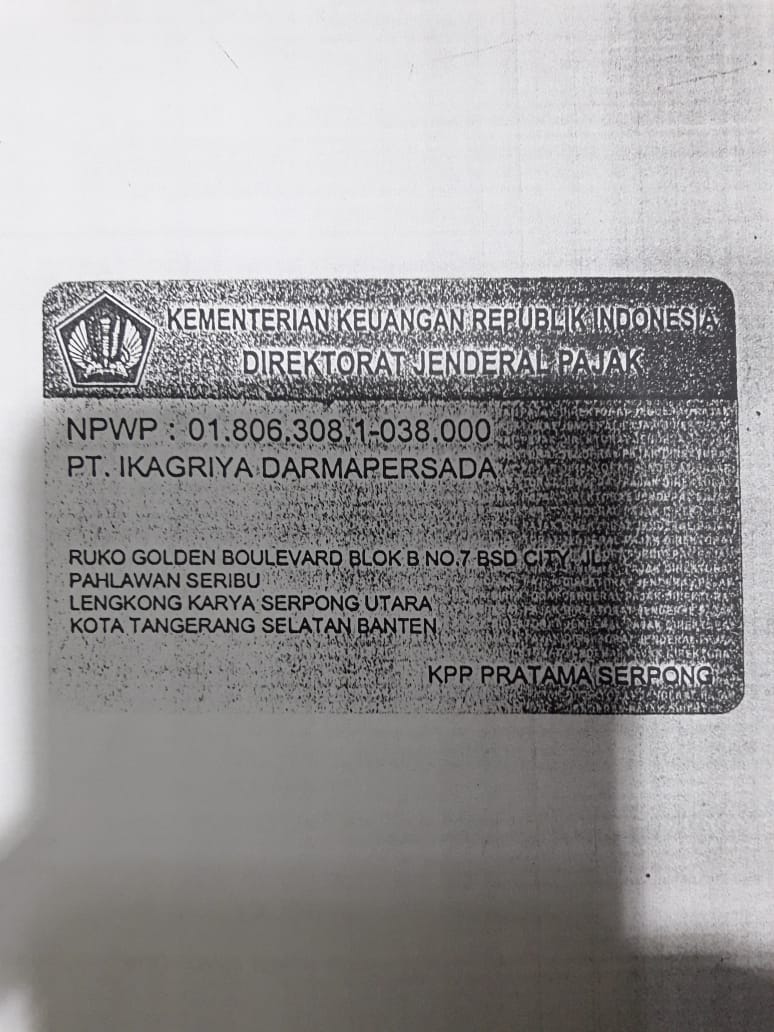 KEMENTERIAN KEUANGAN REPUBLIK INDONESIA
DIREKTORAT JENDERAL PAJAK
NPWP : 01.806.308.1-038.000
PT. IKAGRIYA DARMAPERSADA
RUKO GOLDEN BOULEVARD BLOK B NO.7 BSD CITY JL.
PAHLAWAN SERIBU
LENGKONG KARYA SERPONG UTARA
KOTA TANGERANG SELATAN BANTEN
KPP PRATAMA SERPONG